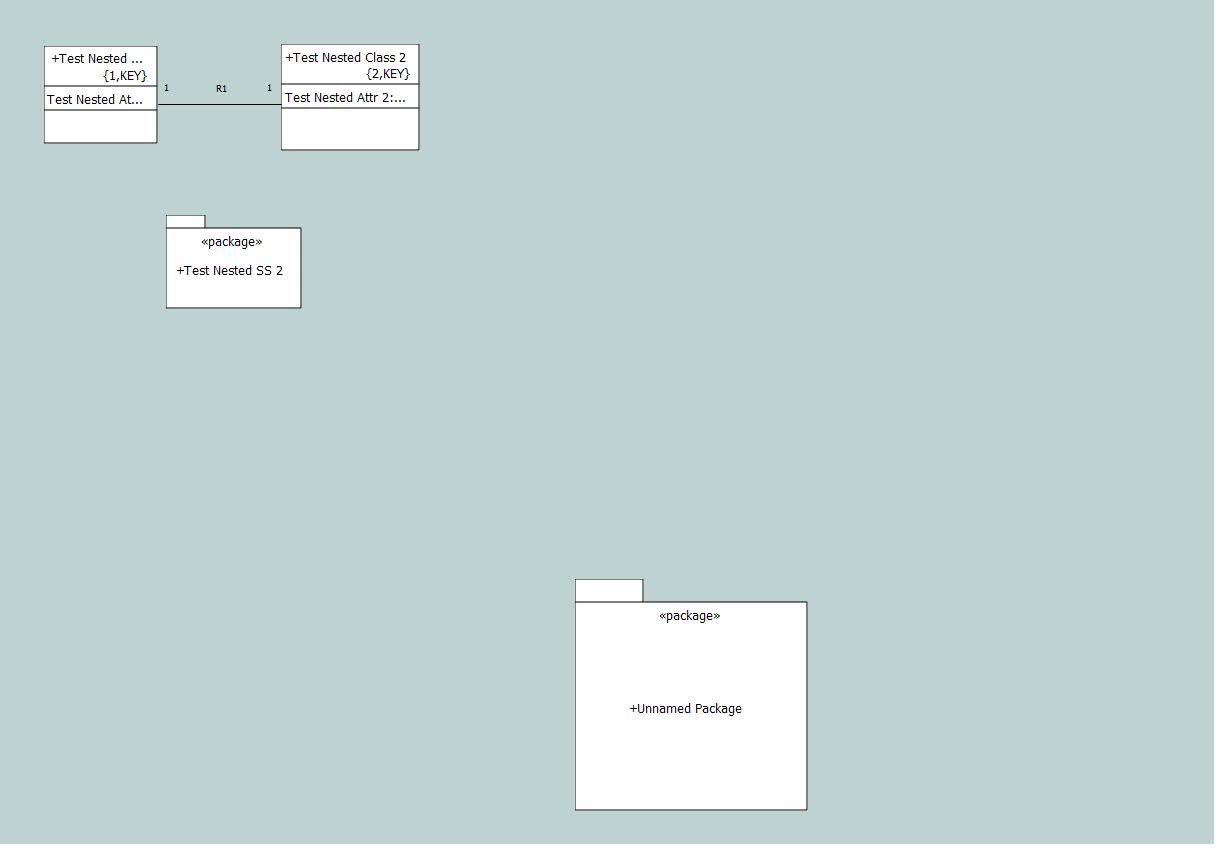 +Test Nested ...
{1,KEY}
Test Nested At...
1
R1
1
+Test Nested Class 2
{2,KEY}
Test Nested Attr 2:...
«package»
+Test Nested SS 2
«package»
+Unnamed Package